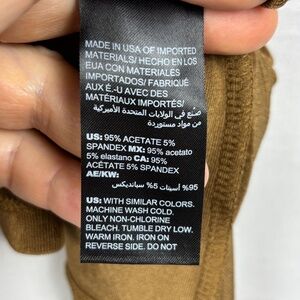 MADE IN USA OF IMPORTED
MATERIALS/ HECHO EN LOS
EUA CON MATERIALES
IMPORTADOS/ FABRIQUÉ
AUX É.-U AVEC DES
MATÉRIAUX IMPORTÉS/
صنع في الولايات المتحدة الأميركية
من مواد مستوردة
US: 95% ACETATE 5%
SPANDEX MX: 95% acetato
5% elastano CA: 95%
ACÉTATE 5% SPANDEX
AE/KW:
95% أسيتات 5% سبانديكس
US: WITH SIMILAR COLORS.
MACHINE WASH COLD.
ONLY NON-CHLORINE
BLEACH. TUMBLE DRY LOW.
WARM IRON. IRON ON
REVERSE SIDE. DO NOT